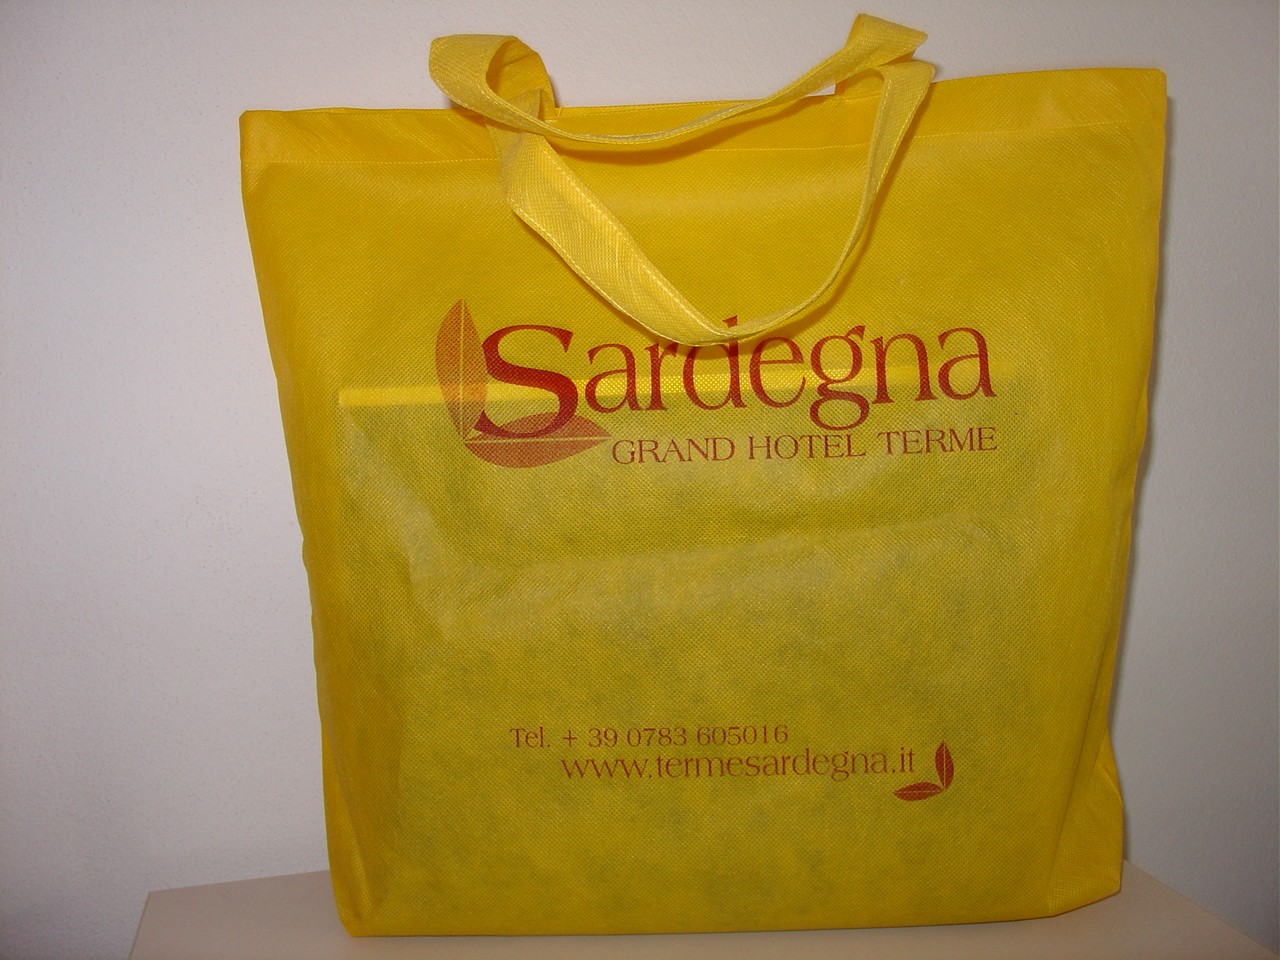 Sardegna
GRAND HOTEL TERME
Tel. + 39 0783 605016
www.termesardegna.it